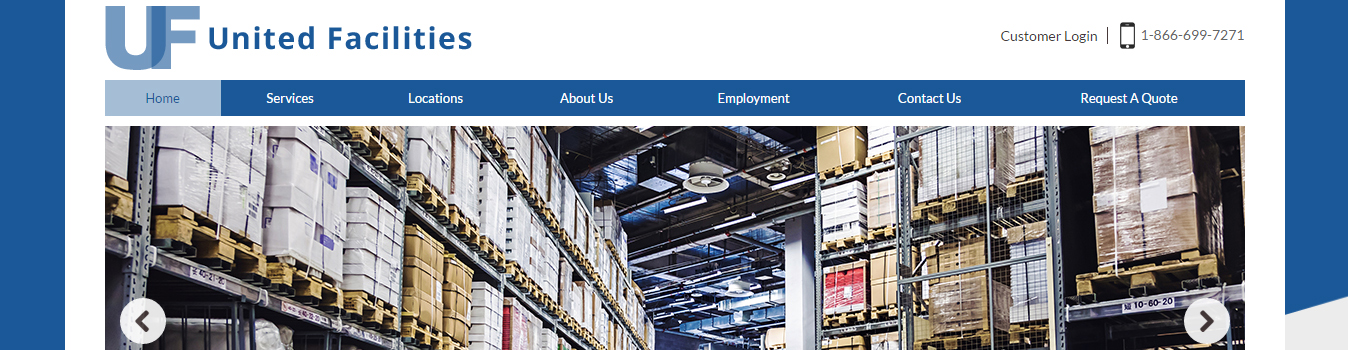 UF United Facilities
Customer Login | 1-866-699-7271
Home Services Locations About Us Employment Contact Us Request A Quote
10-60-20